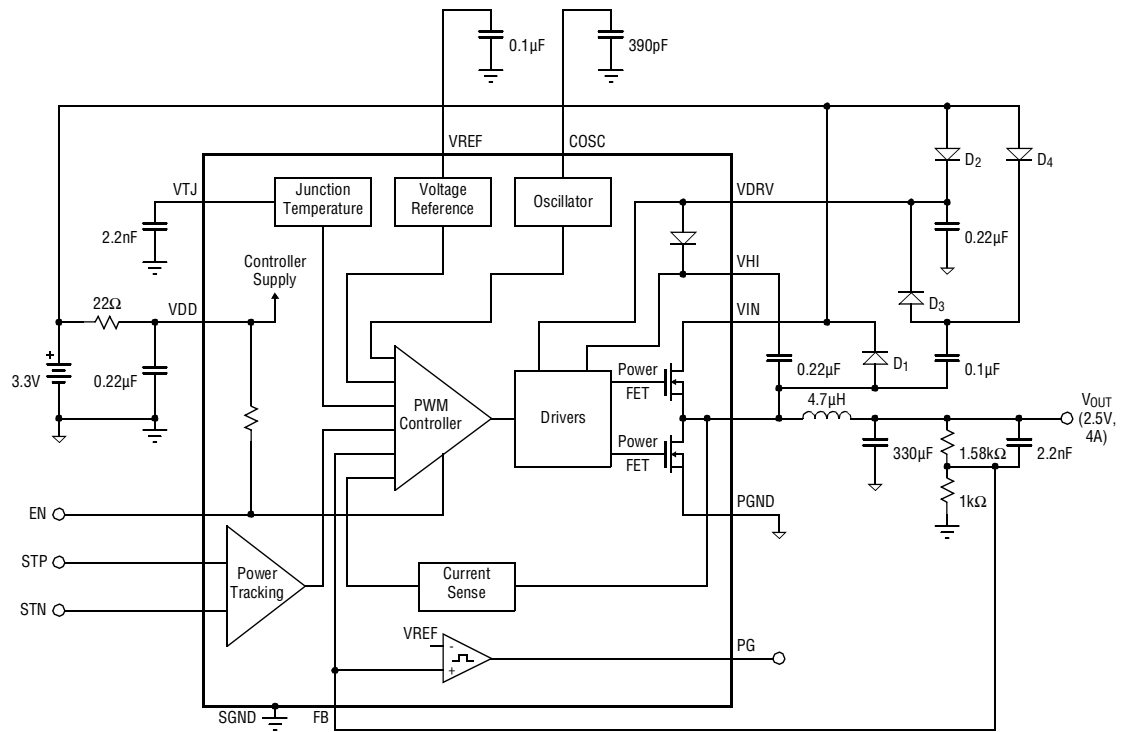 0.1µF
390pF
VREF
COSC
D2
D4
VTJ
Junction
Temperature
Voltage
Reference
Oscillator
VDRV
2.2nF
0.22µF
Controller
Supply
VHI
22Ω
VDD
VIN
D3
+
3.3V
0.22µF
Power
FET
0.22µF
D1
0.1µF
PWM
Controller
Drivers
4.7µH
VOUT
(2.5V,
4A)
Power
FET
330µF
1.58kΩ
2.2nF
1kΩ
EN
PGND
STP
Power
Tracking
Current
Sense
STN
VREF
-
+
PG
SGND
FB